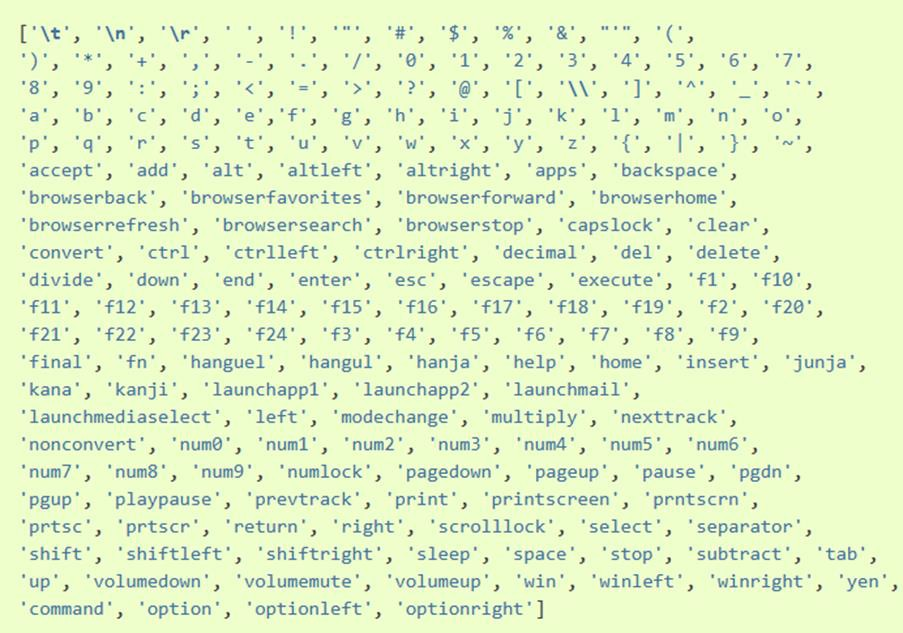 ['\t', '\n', '\r', ' ', '!', '"', '#', '$', '%', '&', "'", '(',
')', '*', '+', ',', '-', '.', '/', '0', '1', '2', '3', '4', '5', '6', '7',
'8', '9', ':', ';', '<', '=', '>', '?', '@', '[', '\\', ']', '^', '_', '`',
'a', 'b', 'c', 'd', 'e','f', 'g', 'h', 'i', 'j', 'k', 'l', 'm', 'n', 'o',
'p', 'q', 'r', 's', 't', 'u', 'v', 'w', 'x', 'y', 'z', '{', '|', '}', '~',
'accept', 'add', 'alt', 'altleft', 'altright', 'apps', 'backspace',
'browserback', 'browserfavorites', 'browserforward', 'browserhome',
'browserrefresh', 'browsersearch', 'browserstop', 'capslock', 'clear',
'convert', 'ctrl', 'ctrlleft', 'ctrlright', 'decimal', 'del', 'delete',
'divide', 'down', 'end', 'enter', 'esc', 'escape', 'execute', 'f1', 'f10',
'f11', 'f12', 'f13', 'f14', 'f15', 'f16', 'f17', 'f18', 'f19', 'f2', 'f20',
'f21', 'f22', 'f23', 'f24', 'f3', 'f4', 'f5', 'f6', 'f7', 'f8', 'f9',
'final', 'fn', 'hanguel', 'hangul', 'hanja', 'help', 'home', 'insert', 'junja',
'kana', 'kanji', 'launchapp1', 'launchapp2', 'launchmail',
'launchmediaselect', 'left', 'modechange', 'multiply', 'nexttrack',
'nonconvert', 'num0', 'num1', 'num2', 'num3', 'num4', 'num5', 'num6',
'num7', 'num8', 'num9', 'numlock', 'pagedown', 'pageup', 'pause', 'pgdn',
'pgup', 'playpause', 'prevtrack', 'print', 'printscreen', 'prntscrn',
'prtsc', 'prtscr', 'return', 'right', 'scrolllock', 'select', 'separator',
'shift', 'shiftleft', 'shiftright', 'sleep', 'space', 'stop', 'subtract', 'tab',
'up', 'volumedown', 'volumemute', 'volumeup', 'win', 'winleft', 'winright', 'yen',
'command', 'option', 'optionleft', 'optionright']